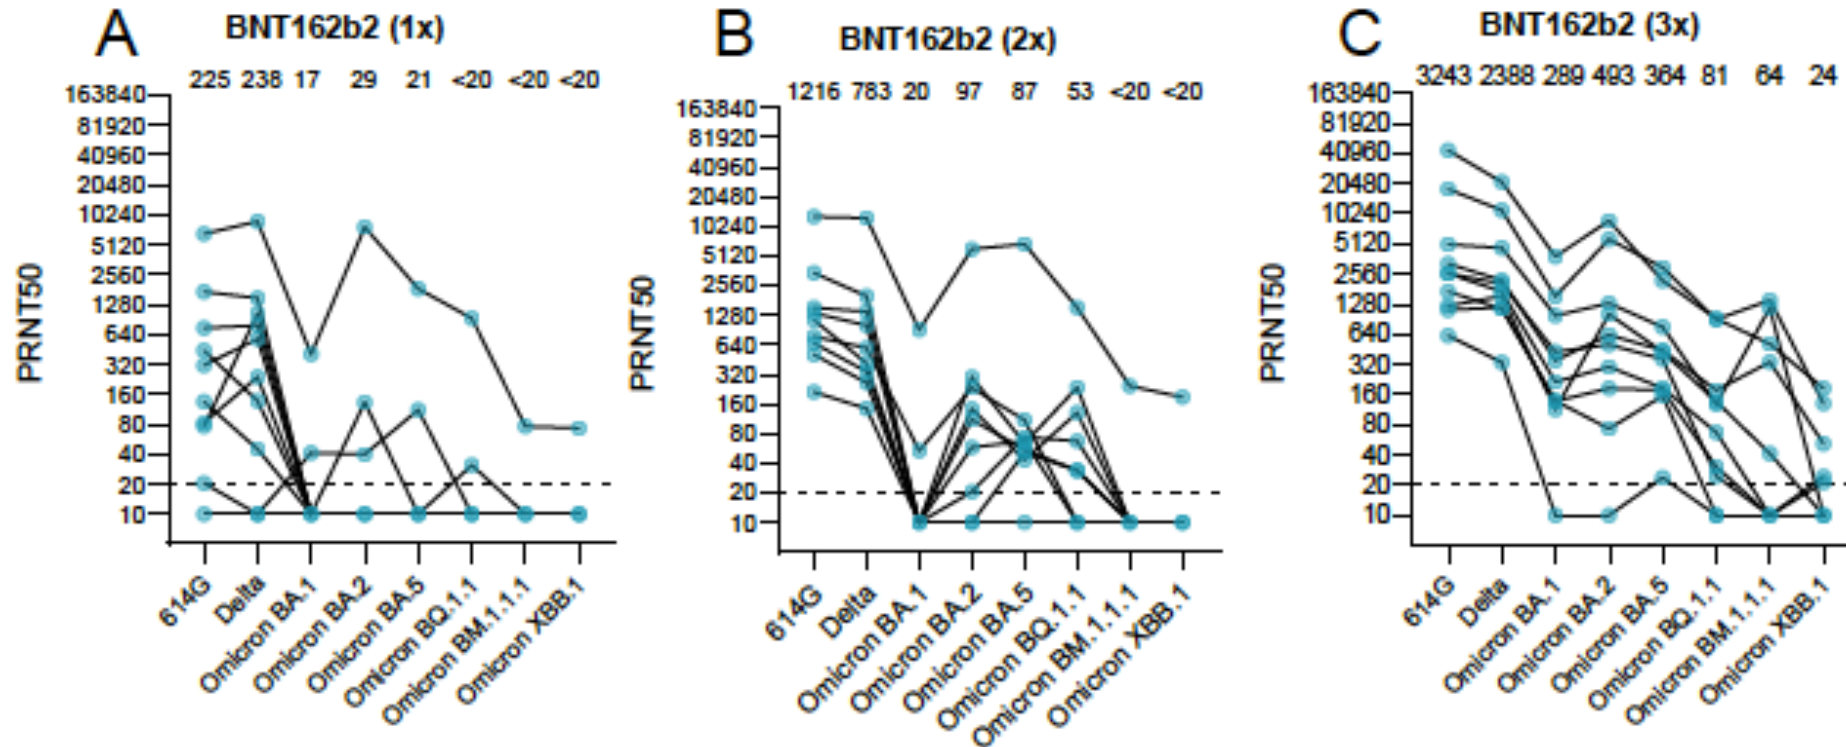 A
BNT162b2 (1x)
225 238 17 29 21 <20 <20 <20
163840
81920
40960
20480
10240
5120
2560
1280
640
320
160
80
40
20
10
PRNT50
614G
Delta
Omicron BA.1
Omicron BA.2
Omicron BA.5
Omicron BQ.1.1
Omicron BM.1.1.1
Omicron XBB.1
B
BNT162b2 (2x)
1216 783 20 97 87 53 <20 <20
163840
81920
40960
20480
10240
5120
2560
1280
640
320
160
80
40
20
10
PRNT50
614G
Delta
Omicron BA.1
Omicron BA.2
Omicron BA.5
Omicron BQ.1.1
Omicron BM.1.1.1
Omicron XBB.1
C
BNT162b2 (3x)
3243 2388 289 493 364 81 64 24
163840
81920
40960
20480
10240
5120
2560
1280
640
320
160
80
40
20
10
PRNT50
614G
Delta
Omicron BA.1
Omicron BA.2
Omicron BA.5
Omicron BQ.1.1
Omicron BM.1.1.1
Omicron XBB.1